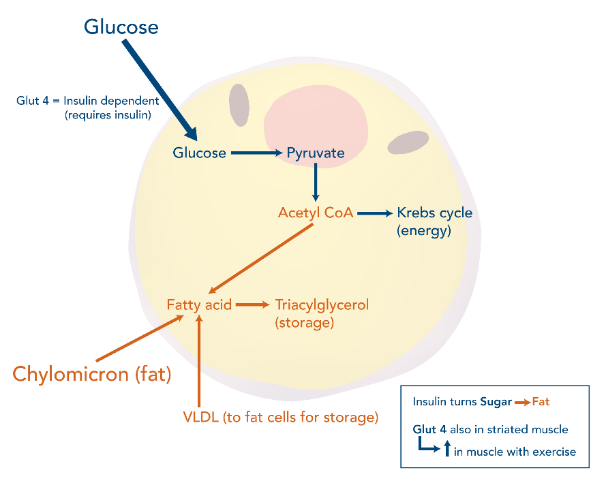 Glucose
Glut 4 = Insulin dependent
(requires insulin)
Glucose
Pyruvate
Acetyl CoA
Krebs cycle
(energy)
Fatty acid
Triacylglycerol
(storage)
Chylomicron (fat)
VLDL (to fat cells for storage)
Insulin turns Sugar → Fat
Glut 4 also in striated muscle
↑ in muscle with exercise